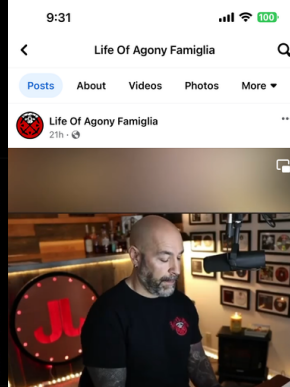 9:31
100
Life Of Agony Famiglia
Posts About Videos Photos More
Life Of Agony Famiglia
21h ·